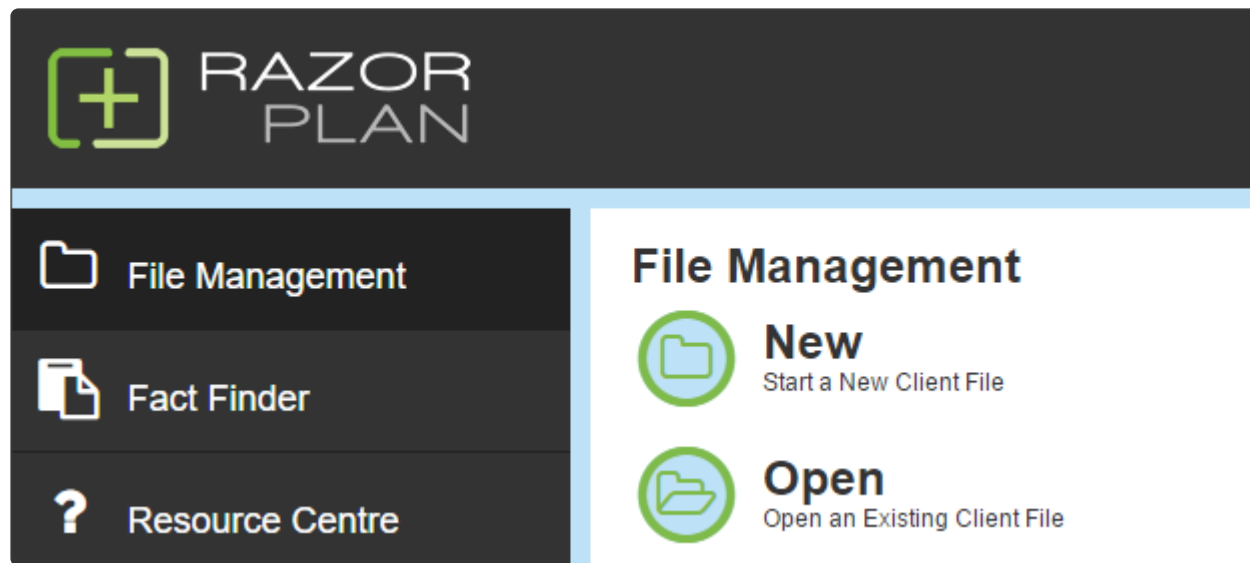 RAZOR
PLAN
File Management
Fact Finder
Resource Centre
File Management
New
Start a New Client File
Open
Open an Existing Client File